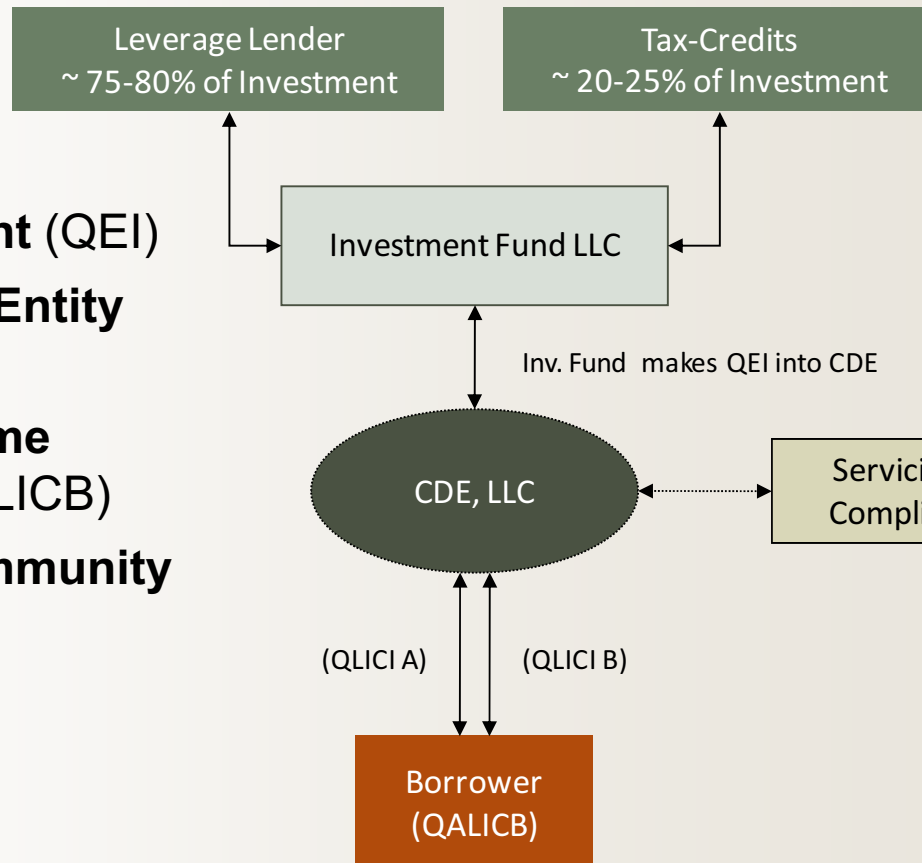 Leverage Lender
~ 75-80% of Investment
Tax-Credits
~ 20-25% of Investment
nt (QEI)
Investment Fund LLC
Entity
Inv. Fund makes QEI into CDE
me
LICB)
CDE, LLC
Servici
Compli
mmunity
(QLICI A)
(QLICI B)
Borrower
(QALICB)